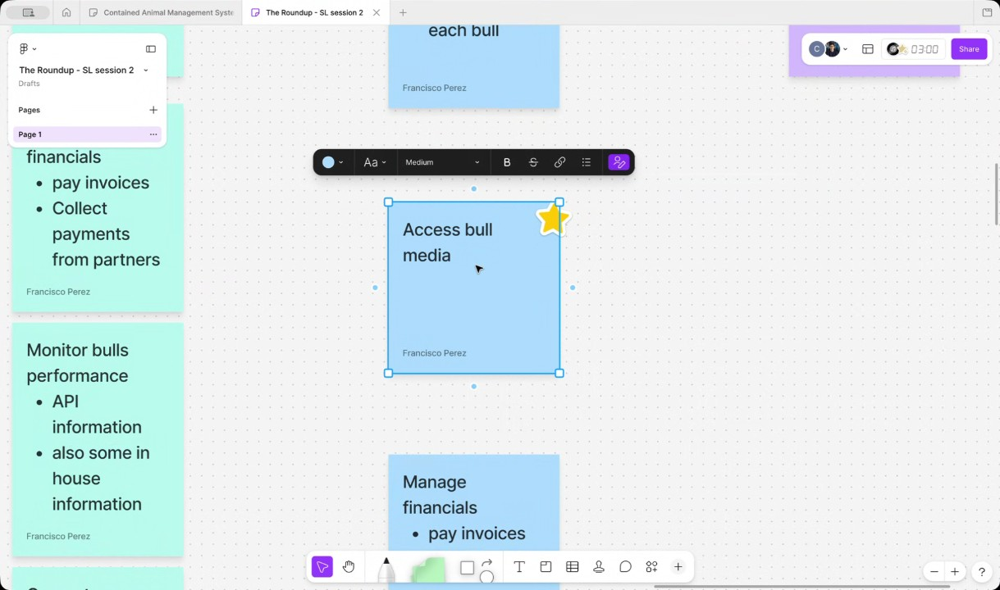 Contained Animal Management Syste
The Roundup - SL session 2
The Roundup - SL session 2
Drafts
Pages
Page 1
03:00
Share
C
each bull
Francisco Perez
Aa
Medium
B
S
financials
pay invoices
Collect
payments
from partners
Francisco Perez
Access bull
media
Francisco Perez
Monitor bulls
performance
API
information
also some in
house
information
Francisco Perez
Manage
financials
pay invoices
T
?